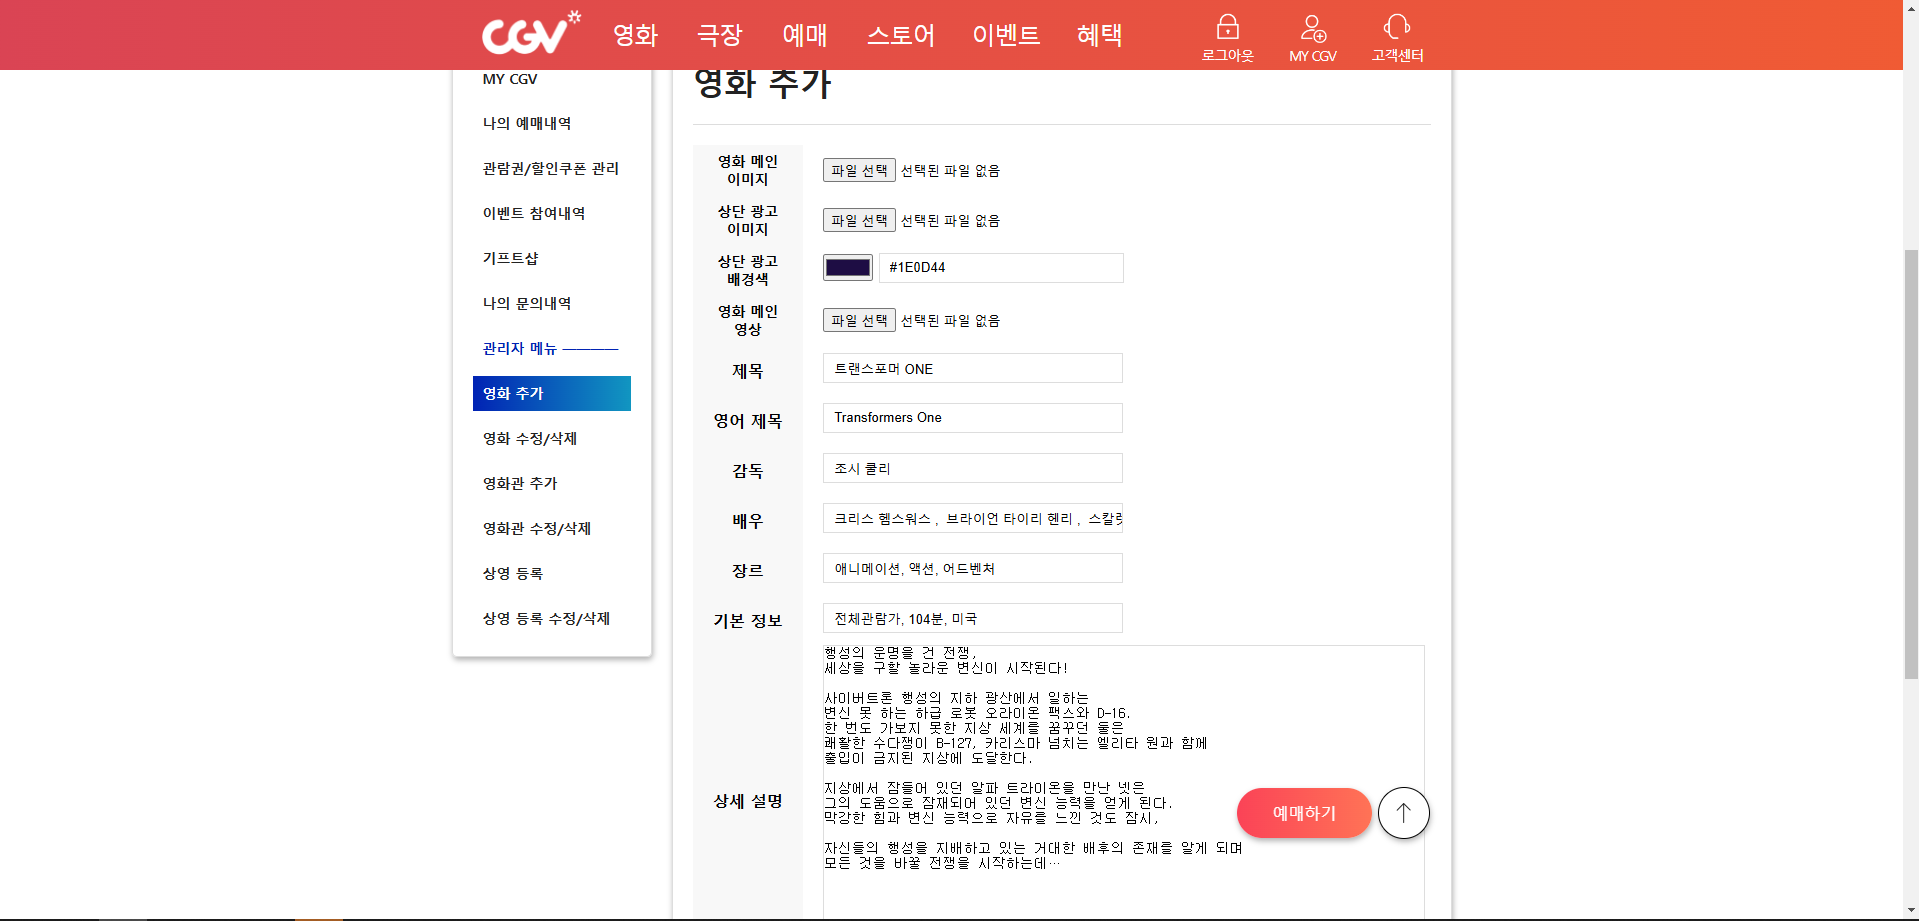 CGV
영화 극장 예매 스토어 이벤트 혜택
로그아웃 MY CGV 고객센터
MY CGV
나의 예매내역
관람권/할인쿠폰 관리
이벤트 참여내역
기프트샵
나의 문의내역
관리자 메뉴 ————
영화 추가
영화 수정/삭제
영화관 추가
영화관 수정/삭제
상영 등록
상영 등록 수정/삭제
영화 추가
영화 메인
이미지
파일 선택 선택된 파일 없음
상단 광고
이미지
파일 선택 선택된 파일 없음
상단 광고
배경색
#1E0D44
영화 메인
영상
파일 선택 선택된 파일 없음
제목
트랜스포머 ONE
영어 제목
Transformers One
감독
조시 쿨리
배우
크리스 헴스워스 , 브라이언 타이리 헨리 , 스칼릿
장르
애니메이션, 액션, 어드벤처
기본 정보
전체관람가, 104분, 미국
상세 설명
행성의 운명을 건 전쟁,
세상을 구할 놀라운 변신이 시작된다!
사이버트론 행성의 지하 광산에서 일하는
변신 못 하는 하급 로봇 오라이온 팩스와 D-16.
한 번도 가보지 못한 지상 세계를 꿈꾸던 둘은
쾌활한 수다쟁이 B-127, 카리스마 넘치는 엘리타 원과 함께
출입이 금지된 지상에 도달한다.
지상에서 잠들어 있던 알파 트라이온을 만난 넷은
그의 도움으로 잠재되어 있던 변신 능력을 얻게 된다.
막강한 힘과 변신 능력으로 자유를 느낀 것도 잠시,
자신들의 행성을 지배하고 있는 거대한 배후의 존재를 알게 되며
모든 것을 바꿀 전쟁을 시작하는데…
예매하기